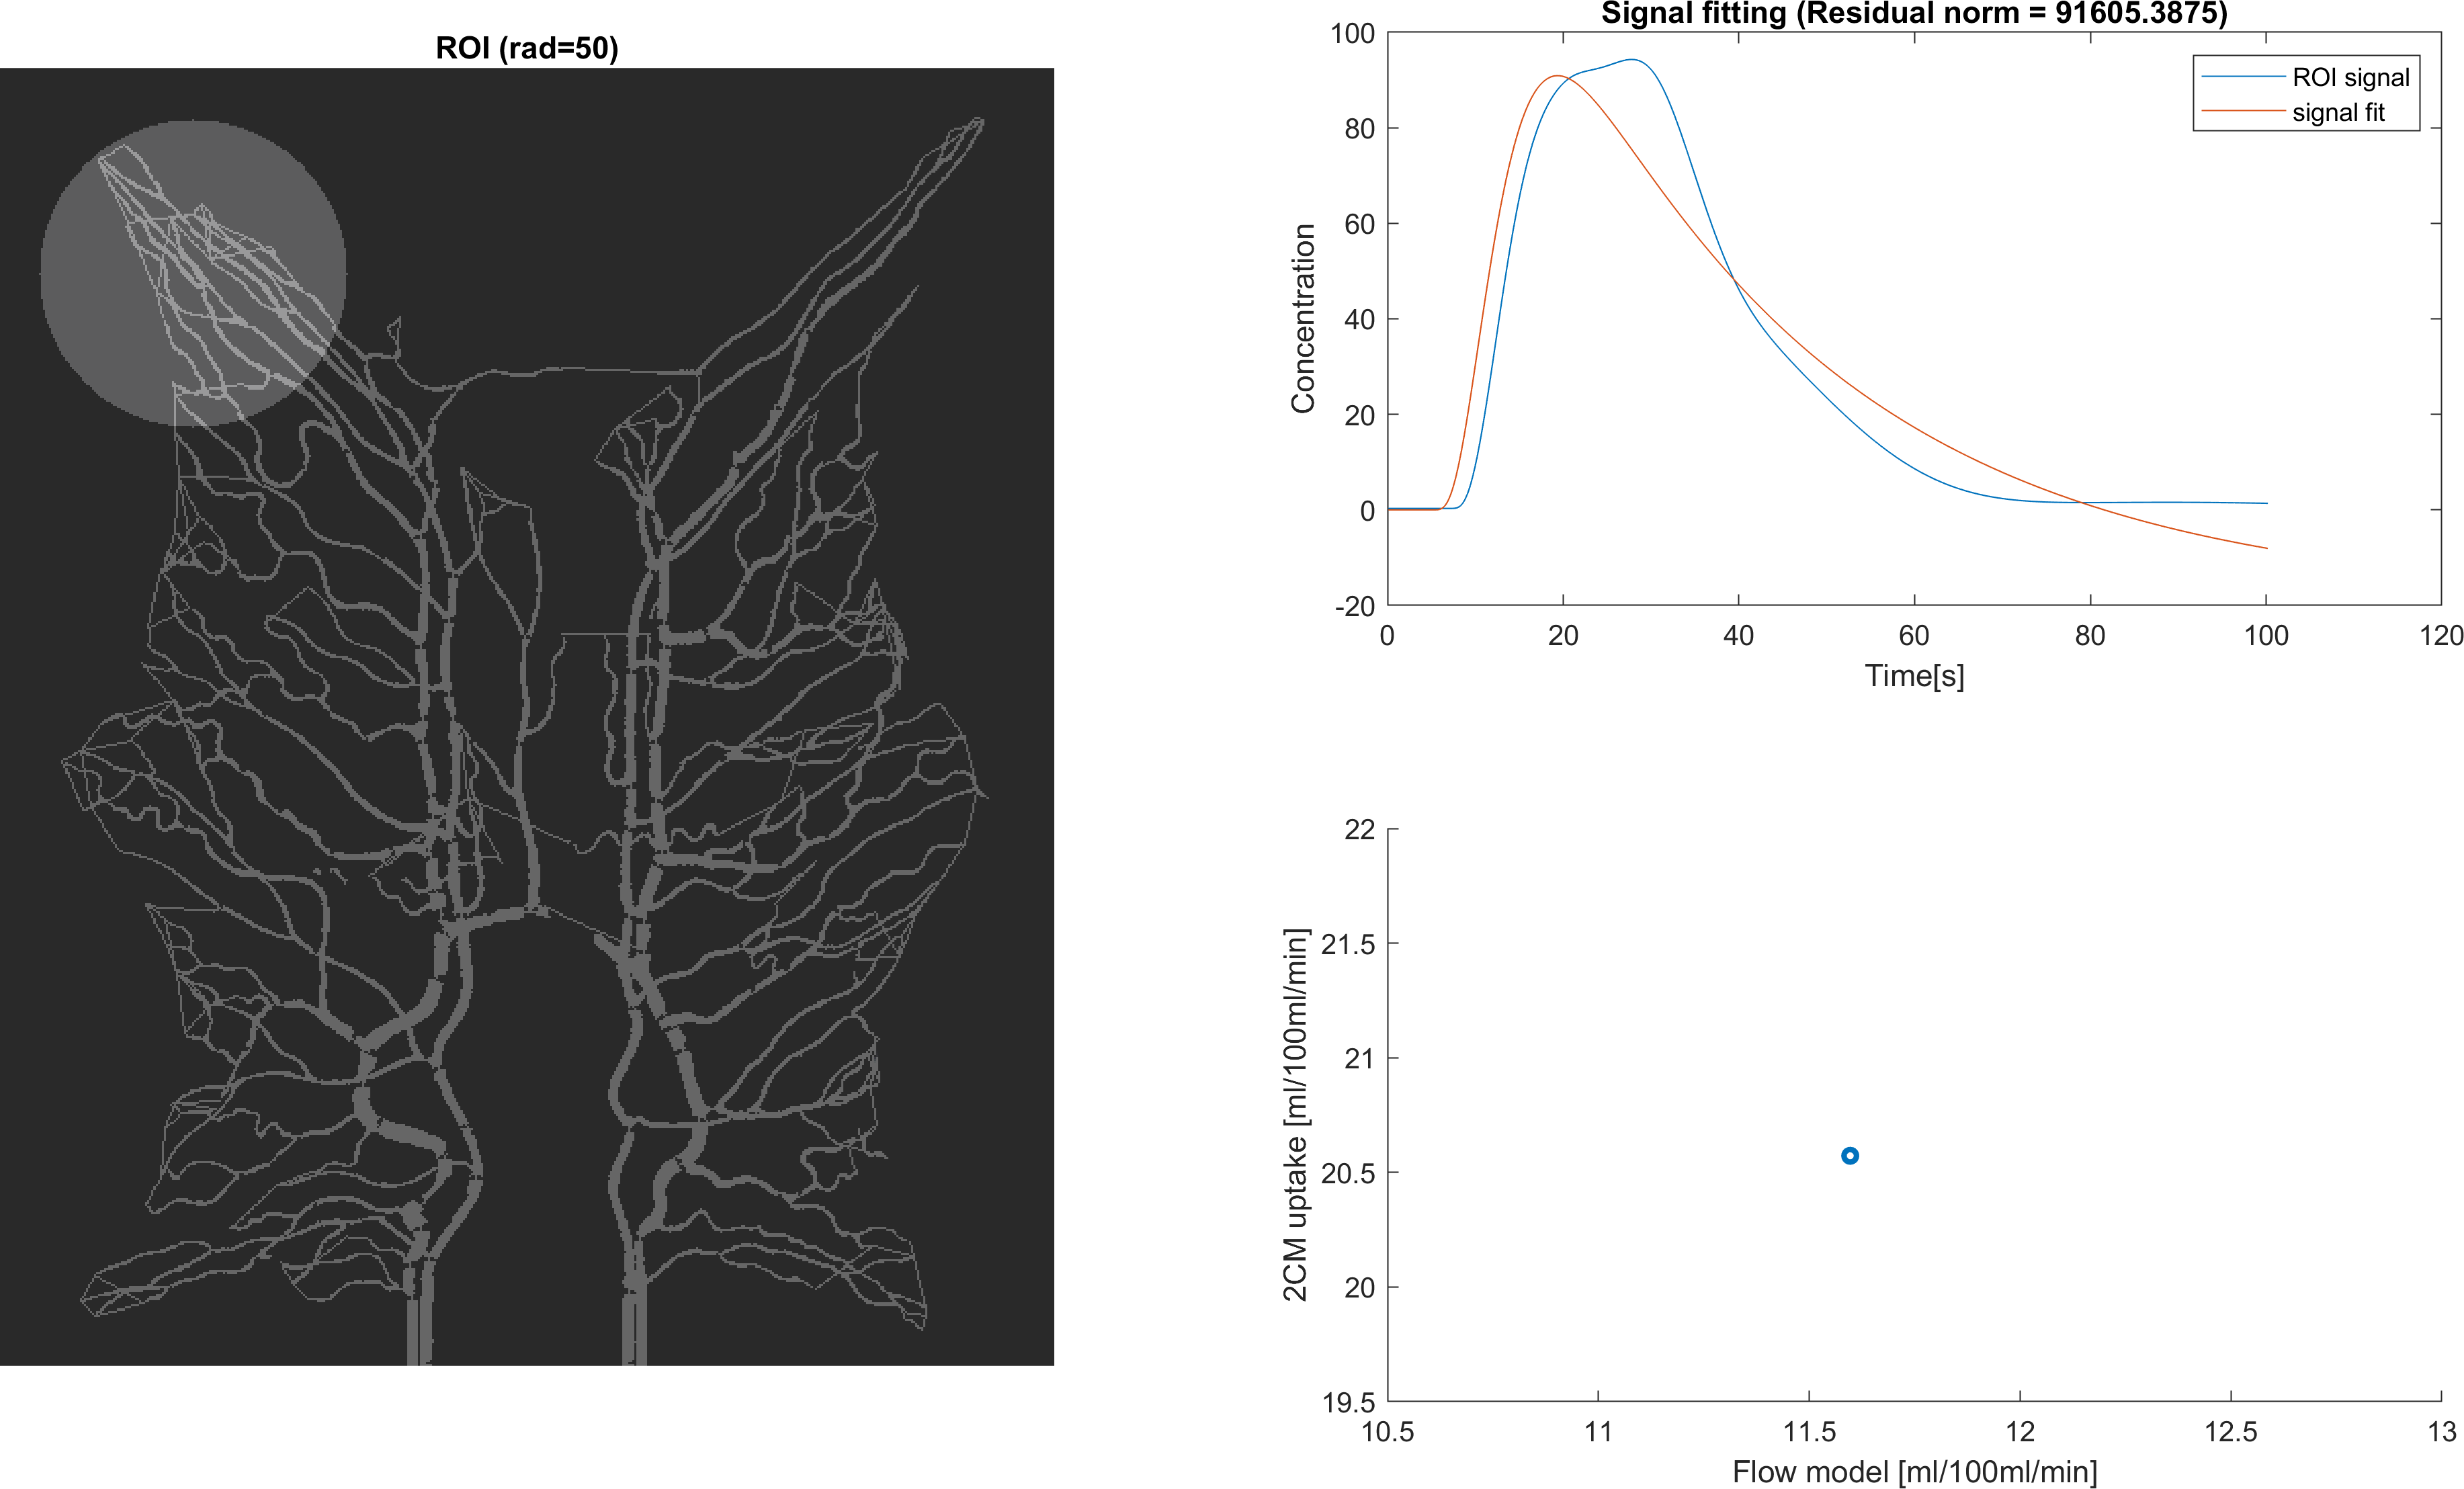 ROI (rad=50)
Signal fitting (Residual norm = 91605.3875)
100
80
60
40
20
0
-20
Concentration
ROI signal
signal fit
0 20 40 60 80 100 120
Time[s]
22
21.5
21
20.5
20
19.5
2CM uptake [ml/100ml/min]
10.5 11 11.5 12 12.5 13
Flow model [ml/100ml/min]